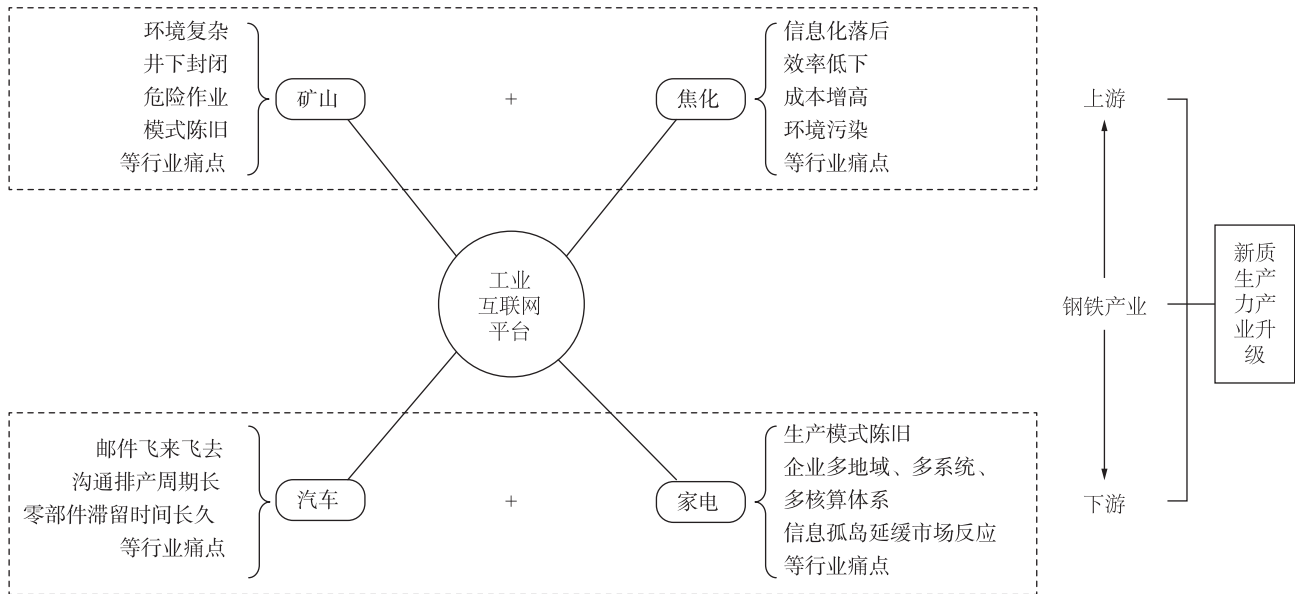 环境复杂
井下封闭
危险作业
模式陈旧
等行业痛点
矿山
+
焦化
信息化落后
效率低下
成本增高
环境污染
等行业痛点
上游
工业
互联网
平台
钢铁产业
新质
生产
力产
业升
级
邮件飞来飞去
沟通排产周期长
零部件滞留时间长久
等行业痛点
汽车
+
家电
生产模式陈旧
企业多地域、多系统、
多核算体系
信息孤岛延缓市场反应
等行业痛点
下游